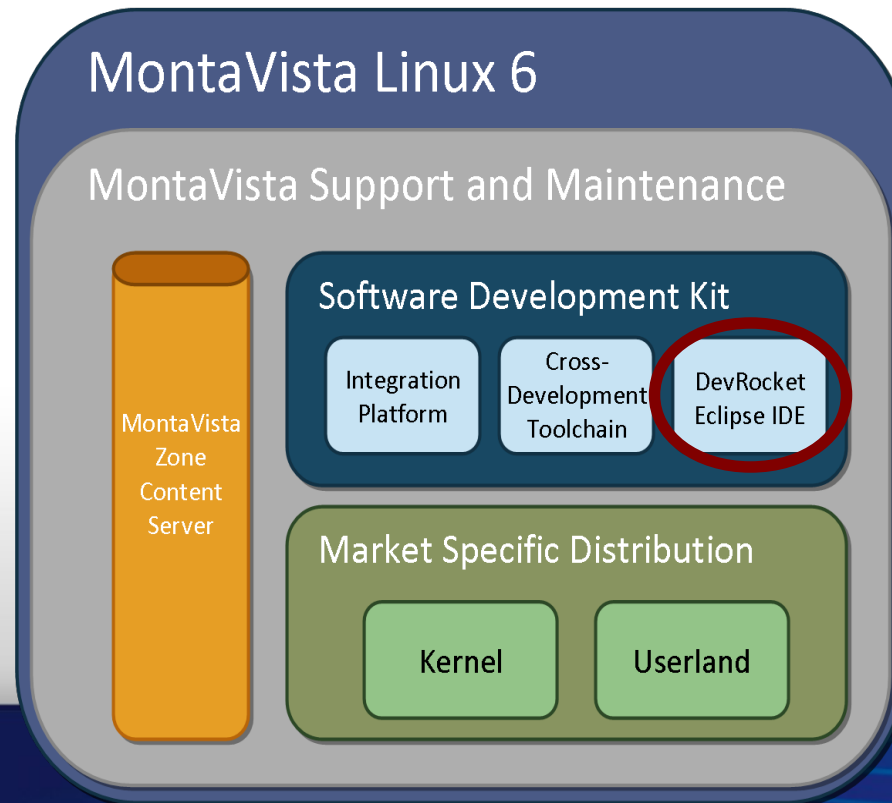 MontaVista Linux 6
MontaVista Support and Maintenance
MontaVista
Zone
Content
Server
Software Development Kit
Integration
Platform
Cross-
Development
Toolchain
DevRocket
Eclipse IDE
Market Specific Distribution
Kernel
Userland